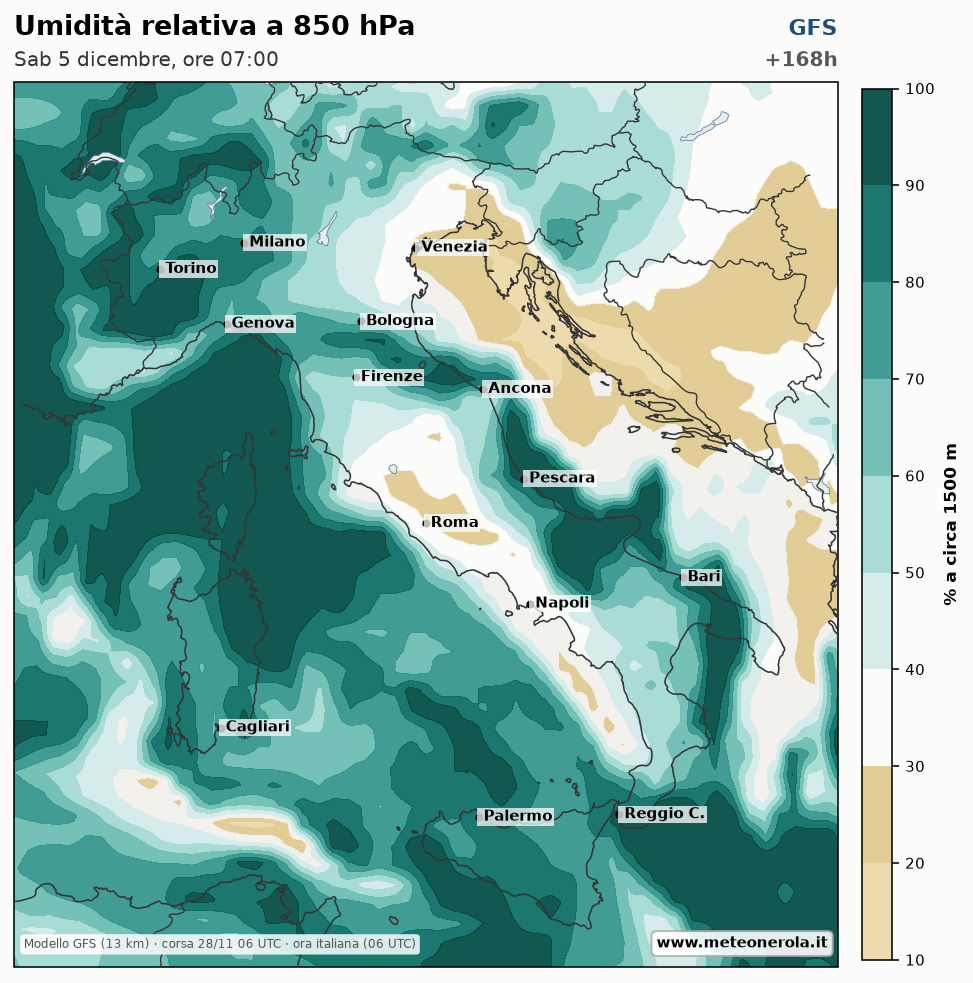 Umidità relativa a 850 hPa
GFS
Sab 5 dicembre, ore 07:00
+168h
100
90
80
70
60
50
40
30
20
10
% a circa 1500 m
Milano
Venezia
Torino
Genova
Bologna
Firenze
Ancona
Pescara
Roma
Bari
Napoli
Cagliari
Palermo
Reggio C.
Modello GFS (13 km) · corsa 28/11 06 UTC · ora italiana (06 UTC)
www.meteonerola.it